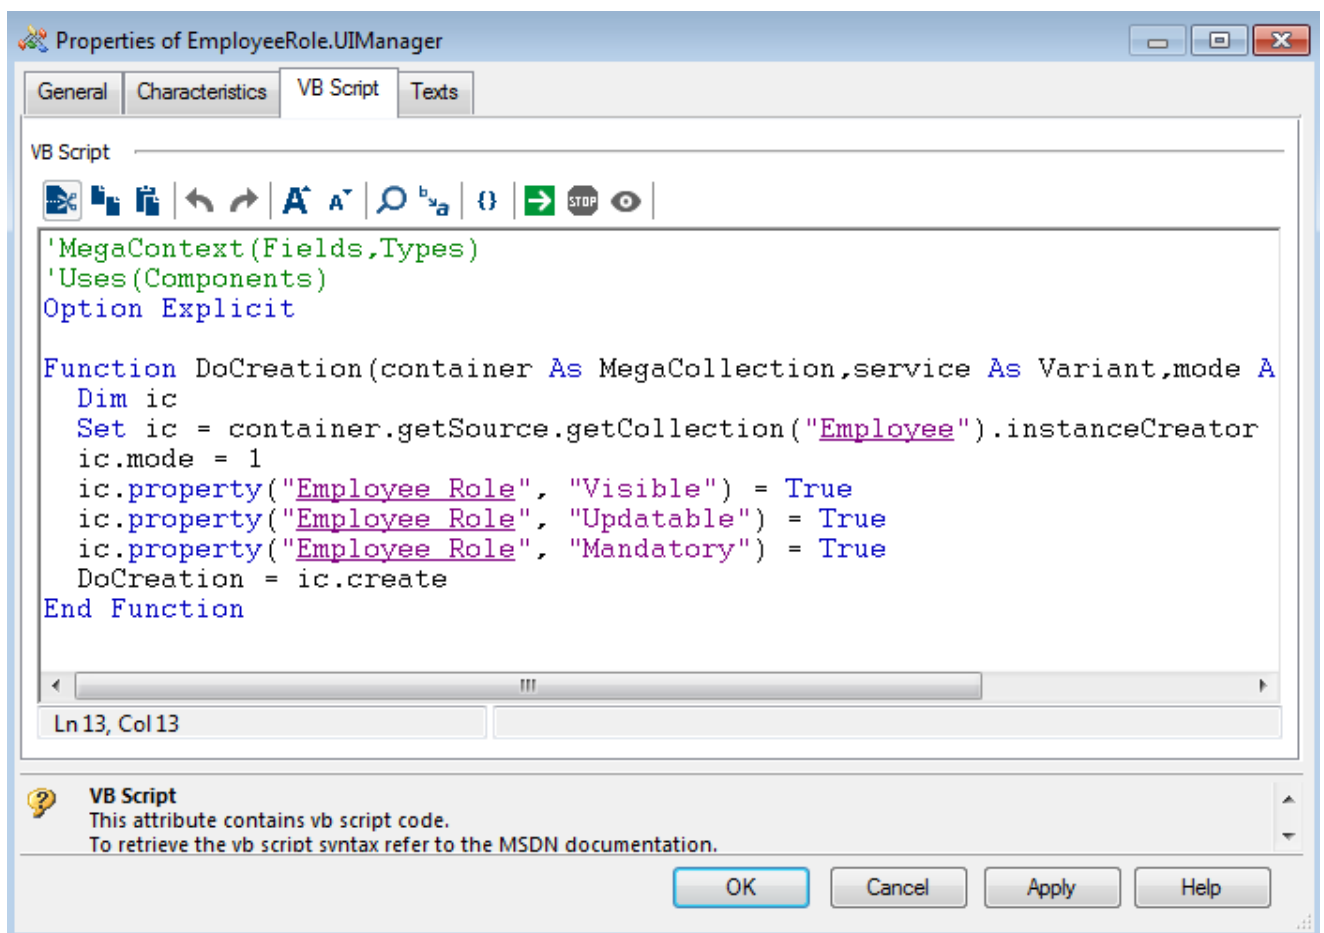 Properties of EmployeeRole.UIManager
General Characteristics VB Script Texts
VB Script
A A b a {} STOP
'MegaContext(Fields,Types)
'Uses(Components)
Option Explicit
Function DoCreation(container As MegaCollection,service As Variant,mode A
Dim ic
Set ic = container.getSource.getCollection("Employee").instanceCreator
ic.mode = 1
ic.property("Employee Role", "Visible") = True
ic.property("Employee Role", "Updatable") = True
ic.property("Employee Role", "Mandatory") = True
DoCreation = ic.create
End Function
Ln 13, Col 13
VB Script
This attribute contains vb script code.
To retrieve the vb script syntax refer to the MSDN documentation.
OK Cancel Apply Help